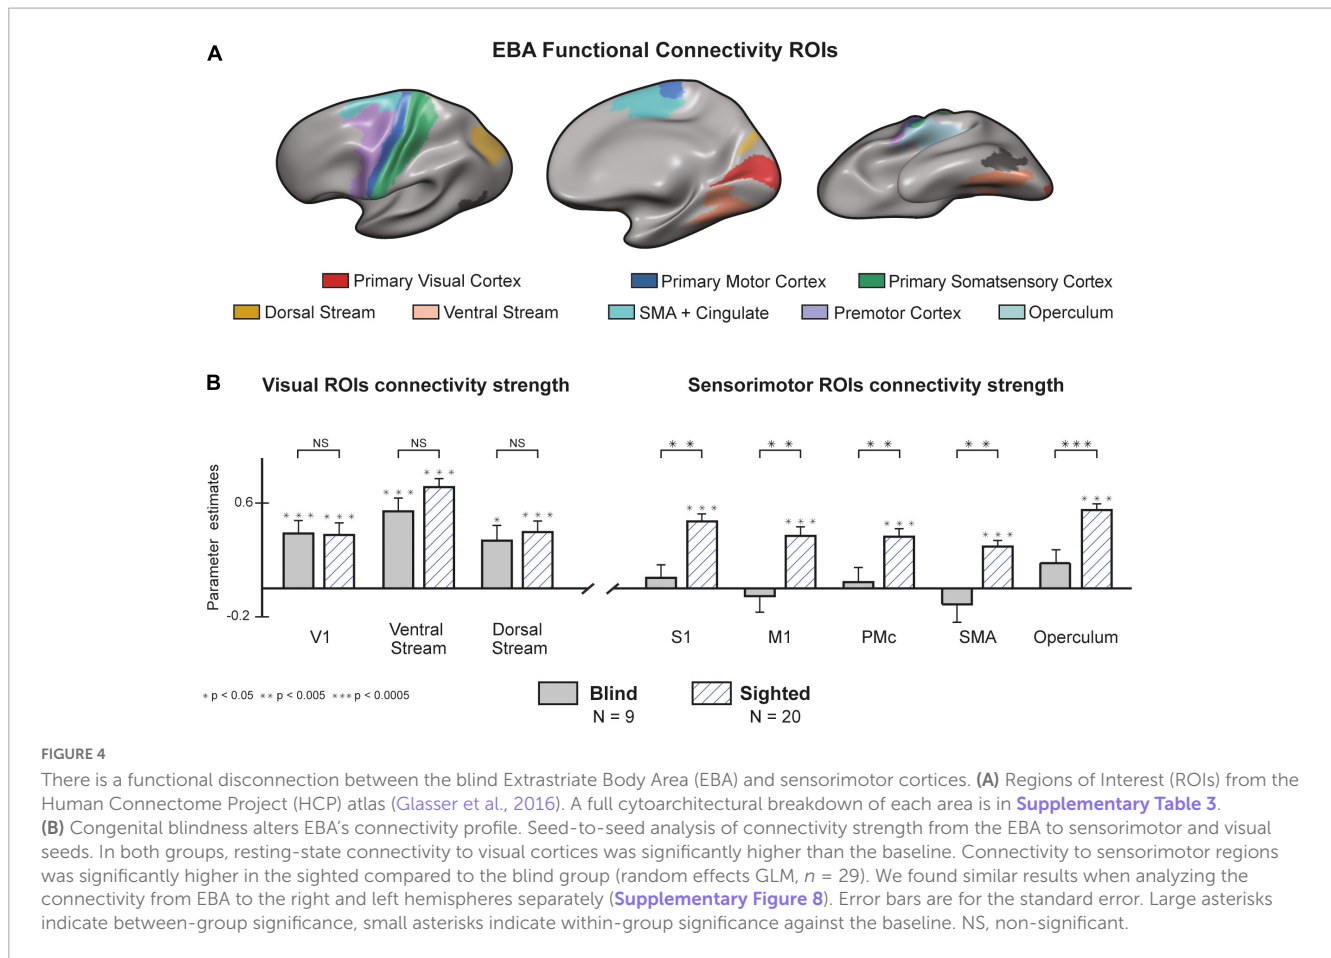 A
EBA Functional Connectivity ROIs
Primary Visual Cortex
Primary Motor Cortex
Primary Somatsensory Cortex
Dorsal Stream
Ventral Stream
SMA + Cingulate
Premotor Cortex
Operculum
B
Visual ROIs connectivity strength
Sensorimotor ROIs connectivity strength
NS
NS
NS
* *
* *
* *
* *
***
Parameter estimates
0.6
-0.2
* * *
* * *
* * *
* * *
*
* * *
* * *
* * *
* * *
* * *
* * *
V1
Ventral
Stream
Dorsal
Stream
S1
M1
PMc
SMA
Operculum
* p < 0.05 ** p < 0.005 *** p < 0.0005
Blind
N = 9
Sighted
N = 20
FIGURE 4
There is a functional disconnection between the blind Extrastriate Body Area (EBA) and sensorimotor cortices. (A) Regions of Interest (ROIs) from the
Human Connectome Project (HCP) atlas (Glasser et al., 2016). A full cytoarchitectural breakdown of each area is in Supplementary Table 3.
(B) Congenital blindness alters EBA's connectivity profile. Seed-to-seed analysis of connectivity strength from the EBA to sensorimotor and visual
seeds. In both groups, resting-state connectivity to visual cortices was significantly higher than the baseline. Connectivity to sensorimotor regions
was significantly higher in the sighted compared to the blind group (random effects GLM, n = 29). We found similar results when analyzing the
connectivity from EBA to the right and left hemispheres separately (Supplementary Figure 8). Error bars are for the standard error. Large asterisks
indicate between-group significance, small asterisks indicate within-group significance against the baseline. NS, non-significant.